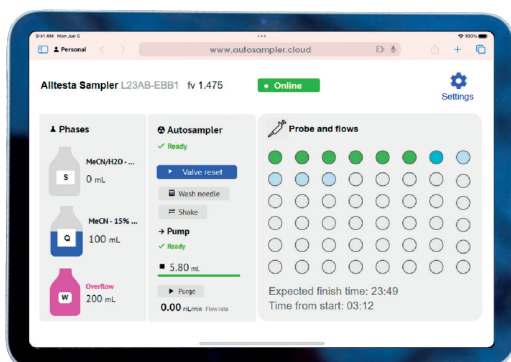 9:41 AM Mon Jun 5
100%
Personal
www.autosampler.cloud
Alltesta Sampler L23AB-EBB1 fv 1.475
Online
Settings
Phases
Autosampler
Probe and flows
Ready
MeCN/H2O - ...
S
0 mL
Valve reset
Wash needle
Shake
MeCN - 15% ...
Q
100 mL
Pump
Ready
5.80 mL
Overflow
W
200 mL
Purge
0.00 mL/min Flow rate
Expected finish time: 23:49
Time from start: 03:12